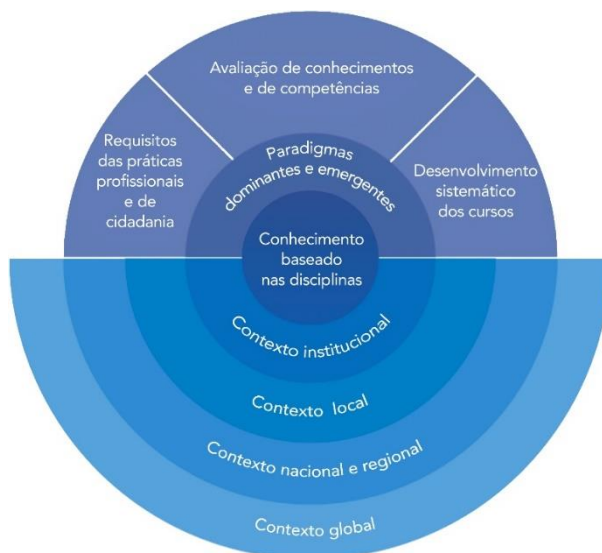 Avaliação de conhecimentos
e de competências
Requisitos
das práticas
profissionais
e de
cidadania
Paradigmas
dominantes e emergentes
Desenvolvimento
sistemático
dos cursos
Conhecimento
baseado
nas disciplinas
Contexto institucional
Contexto local
Contexto nacional e regional
Contexto global